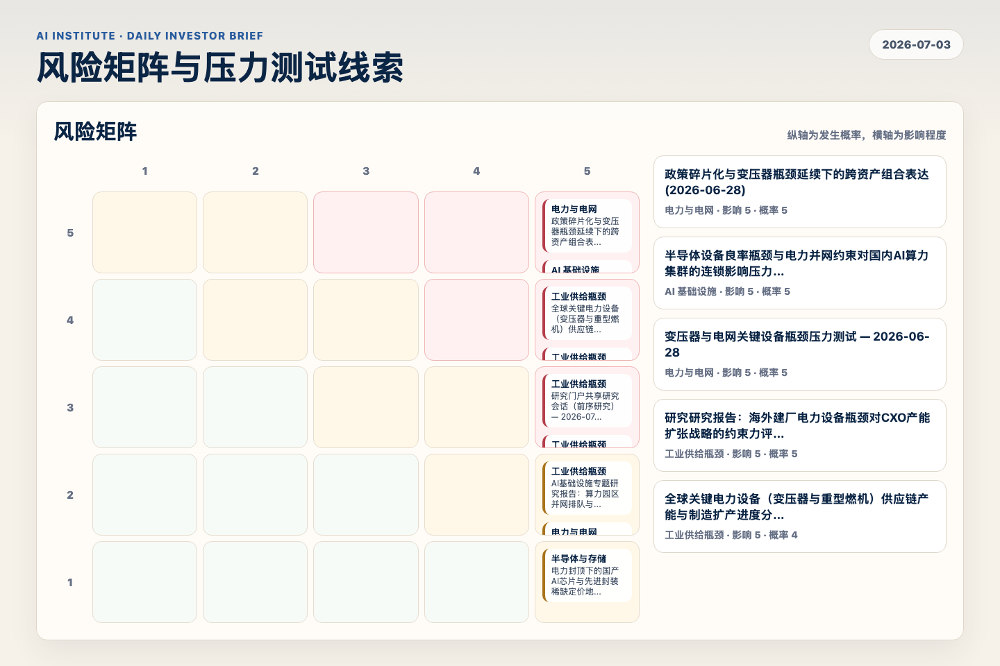 AI INSTITUTE · DAILY INVESTOR BRIEF
风险矩阵与压力测试线索
2026-07-03
风险矩阵
纵轴为发生概率，横轴为影响程度
1
2
3
4
5
5
电力与电网
政策碎片化与变压
器瓶颈延续下的跨
资产组合表...
AI 基础设施
4
工业供给瓶颈
全球关键电力设备
（变压器与重型燃
机）供应链...
工业供给瓶颈
3
工业供给瓶颈
研究门户共享研究
会话（前序研究）
— 2026-07...
工业供给瓶颈
2
工业供给瓶颈
AI基础设施专题研
究报告：算力园区
并网排队与...
电力与电网
1
半导体与存储
电力封顶下的国产
AI芯片与先进封装
稀缺定价地...
政策碎片化与变压器瓶颈延续下的跨资产组合表达
(2026-06-28)
电力与电网 · 影响 5 · 概率 5
半导体设备良率瓶颈与电力并网约束对国内AI算力
集群的连锁影响压力...
AI 基础设施 · 影响 5 · 概率 5
变压器与电网关键设备瓶颈压力测试 — 2026-06-
28
电力与电网 · 影响 5 · 概率 5
研究研究报告：海外建厂电力设备瓶颈对CXO产能
扩张战略的约束力评...
工业供给瓶颈 · 影响 5 · 概率 5
全球关键电力设备（变压器与重型燃机）供应链产
能与制造扩产进度分...
工业供给瓶颈 · 影响 5 · 概率 4